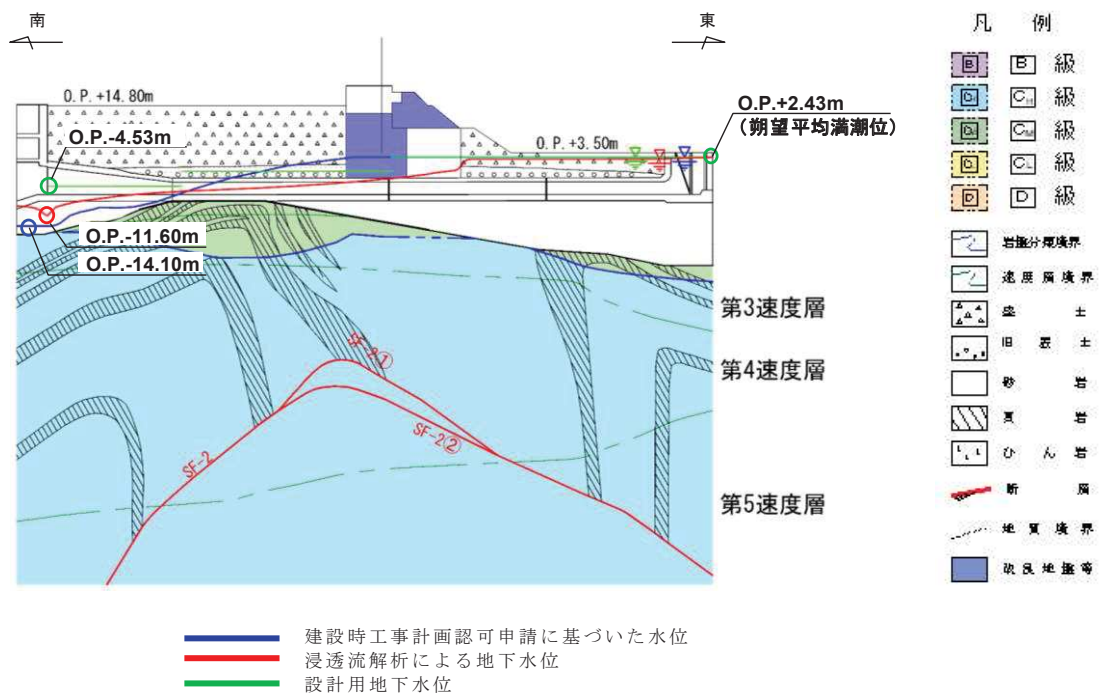 南
東
O.P.+14.80m
O.P.-4.53m
O.P.+3.50m
O.P.+2.43m
(朔望平均満潮位)
O.P.-11.60m
O.P.-14.10m
第3速度層
第4速度層
第5速度層
SF-2①
SF-2②
SF-2
凡 例
B B 級
CH CH 級
CM CM 級
CL CL 級
D D 級
岩盤分類境界
速度層境界
盛土
旧表土
砂岩
頁岩
ひん岩
断層
地質境界
改良地盤等
建設時工事計画認可申請に基づいた水位
浸透流解析による地下水位
設計用地下水位